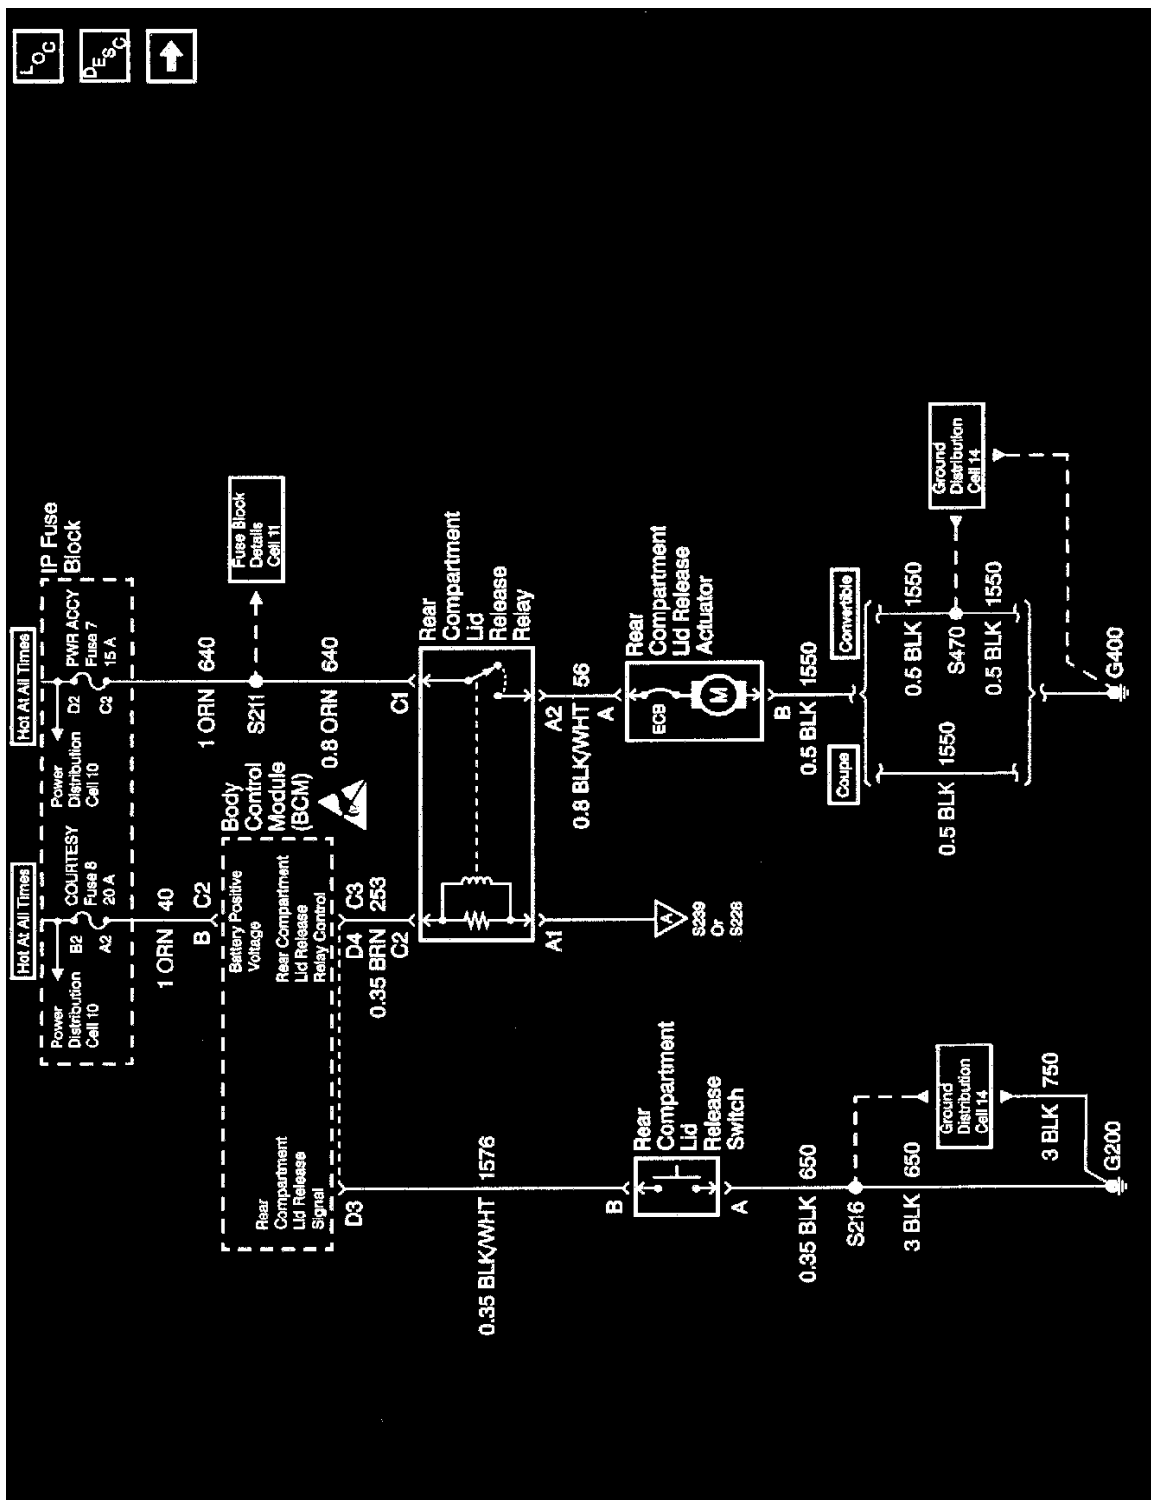 LOC
DESC
Hot At All Times
Hot At All Times
IP Fuse
Block
Power
Distribution
Cell 10
B2
COURTESY
Fuse 8
20 A
A2
Power
Distribution
Cell 10
D2
PWR ACCY
Fuse 7
15 A
C2
1 ORN 40
B C2
1 ORN 640
S211
Fuse Block
Details
Cell 11
0.8 ORN 640
Body
Control
Module
(BCM)
Battery Positive
Voltage
Rear
Compartment
Lid Release
Signal
Rear Compartment
Lid Release
Relay Control
D3
D4 C3
0.35 BRN 253
C2
C1
Rear
Compartment
Lid
Release
Relay
0.35 BLK/WHT 1576
A1
A2
0.8 BLK/WHT 56
A
A
S239
Or
S228
Rear
Compartment
Lid Release
Actuator
ECB
M
B
B
Rear
Compartment
Lid
Release
Switch
A
0.5 BLK 1550
Coupe
Convertible
0.35 BLK 650
S216
3 BLK 650
Ground
Distribution
Cell 14
3 BLK 750
G200
0.5 BLK 1550
0.5 BLK 1550
S470
0.5 BLK 1550
Ground
Distribution
Cell 14
G400